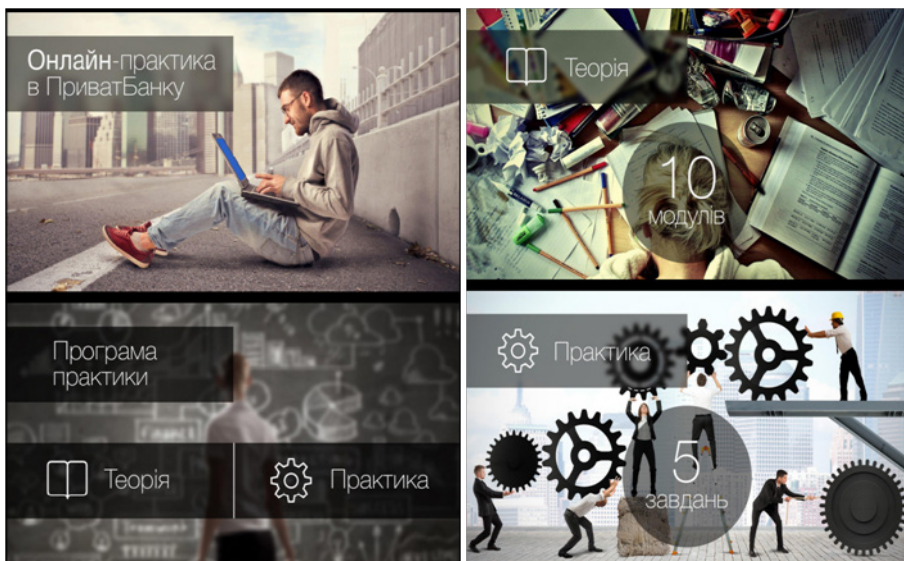 Онлайн-практика
в ПриватБанку
Теорія
10
модулів
Програма
практики
Теорія
Практика
Практика
5
завдань